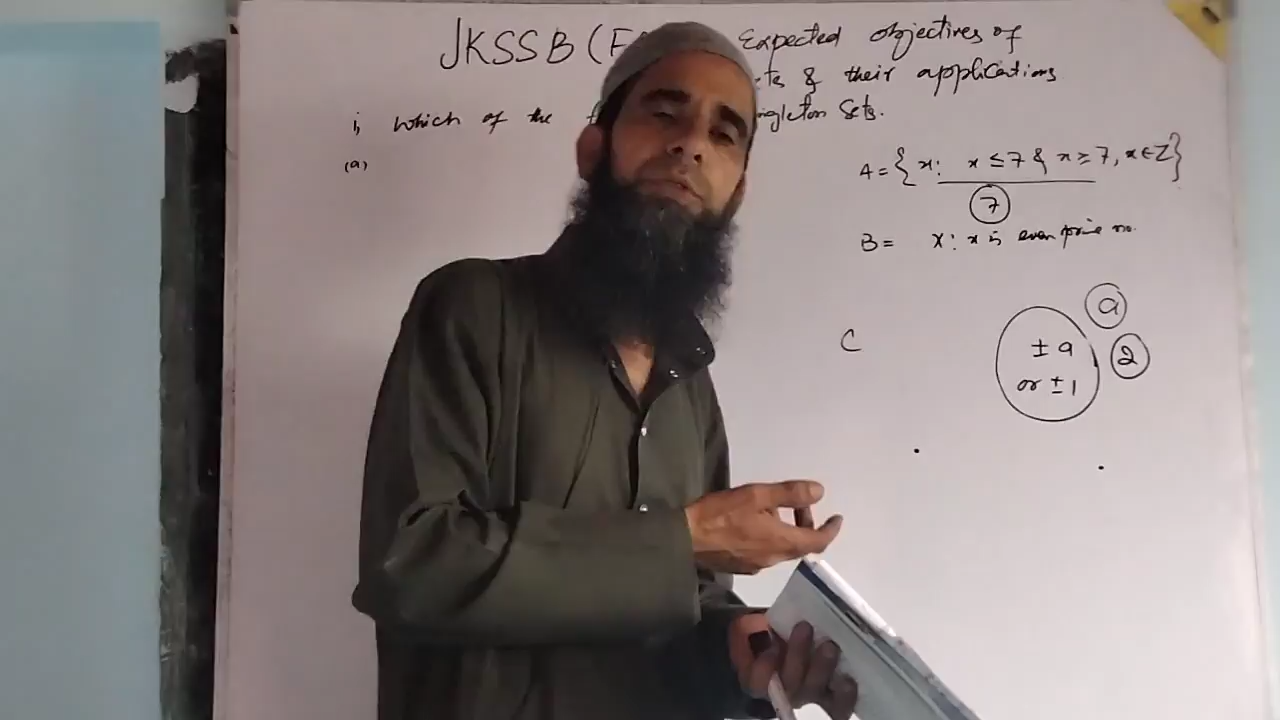 JKSSB (F Expected objectives of
& their applications
i, which of the Sets.
(a)
A = { x: x ≤ 7 & x ≥ 7, x ∈ Z }
7
B = x: x is even prime no.
C
a
± a
2
or ± 1